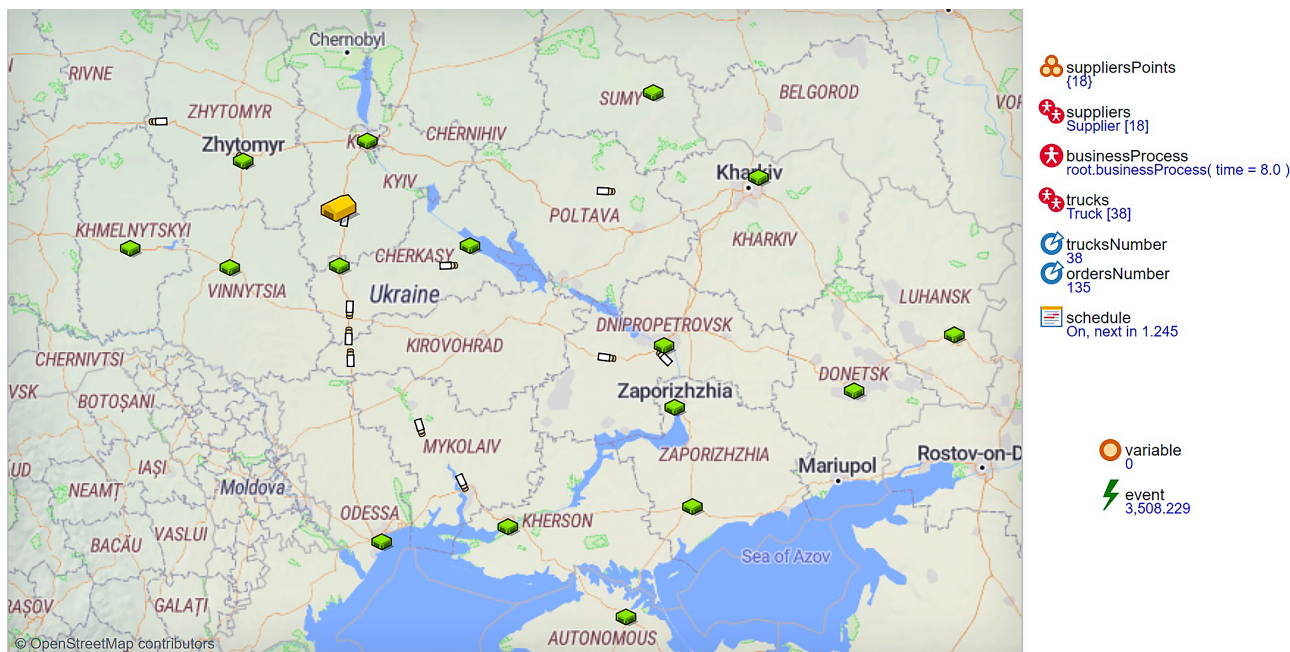 Chernobyl
RIVNE
SUMY
BELGOROD
ZHYTOMYR
CHERNIHIV
Zhytomyr
Kharkiv
KYIV
POLTAVA
KHMELNYTSKYI
KHARKIV
CHERKASY
VINNYTSIA
Ukraine
LUHANSK
DNIPROPETROVSK
KIROVOHRAD
CHERNIVTSI
DONETSK
VSK
BOTOȘANI
Zaporizhzhia
MYKOLAIV
ZAPORIZHZHIA
Rostov-on-D
IAȘI
Mariupol
UD
NEAMȚ
Moldova
ODESSA
KHERSON
VASLUI
BACĂU
Sea of Azov
GALAȚI
RAȘOV
AUTONOMOUS
© OpenStreetMap contributors
suppliersPoints
{18}
suppliers
Supplier [18]
businessProcess
root.businessProcess( time = 8.0 )
trucks
Truck [38]
trucksNumber
38
ordersNumber
135
schedule
On, next in 1.245
variable
0
event
3,508.229